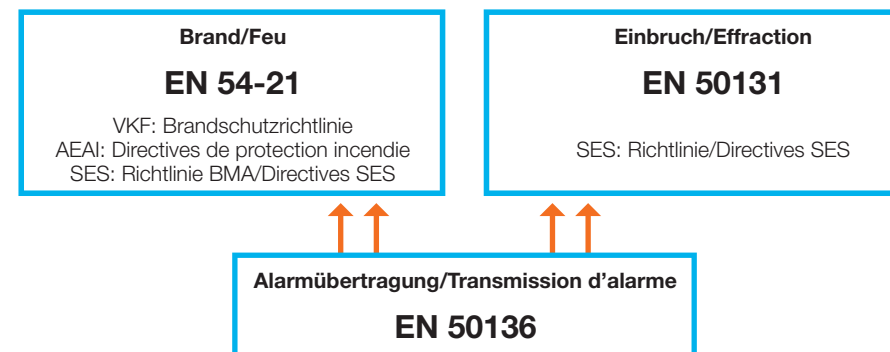 Brand/Feu
EN 54-21
VKF: Brandschutzrichtlinie
AEAI: Directives de protection incendie
SES: Richtlinie BMA/Directives SES
Einbruch/Effraction
EN 50131
SES: Richtlinie/Directives SES
Alarmübertragung/Transmission d'alarme
EN 50136